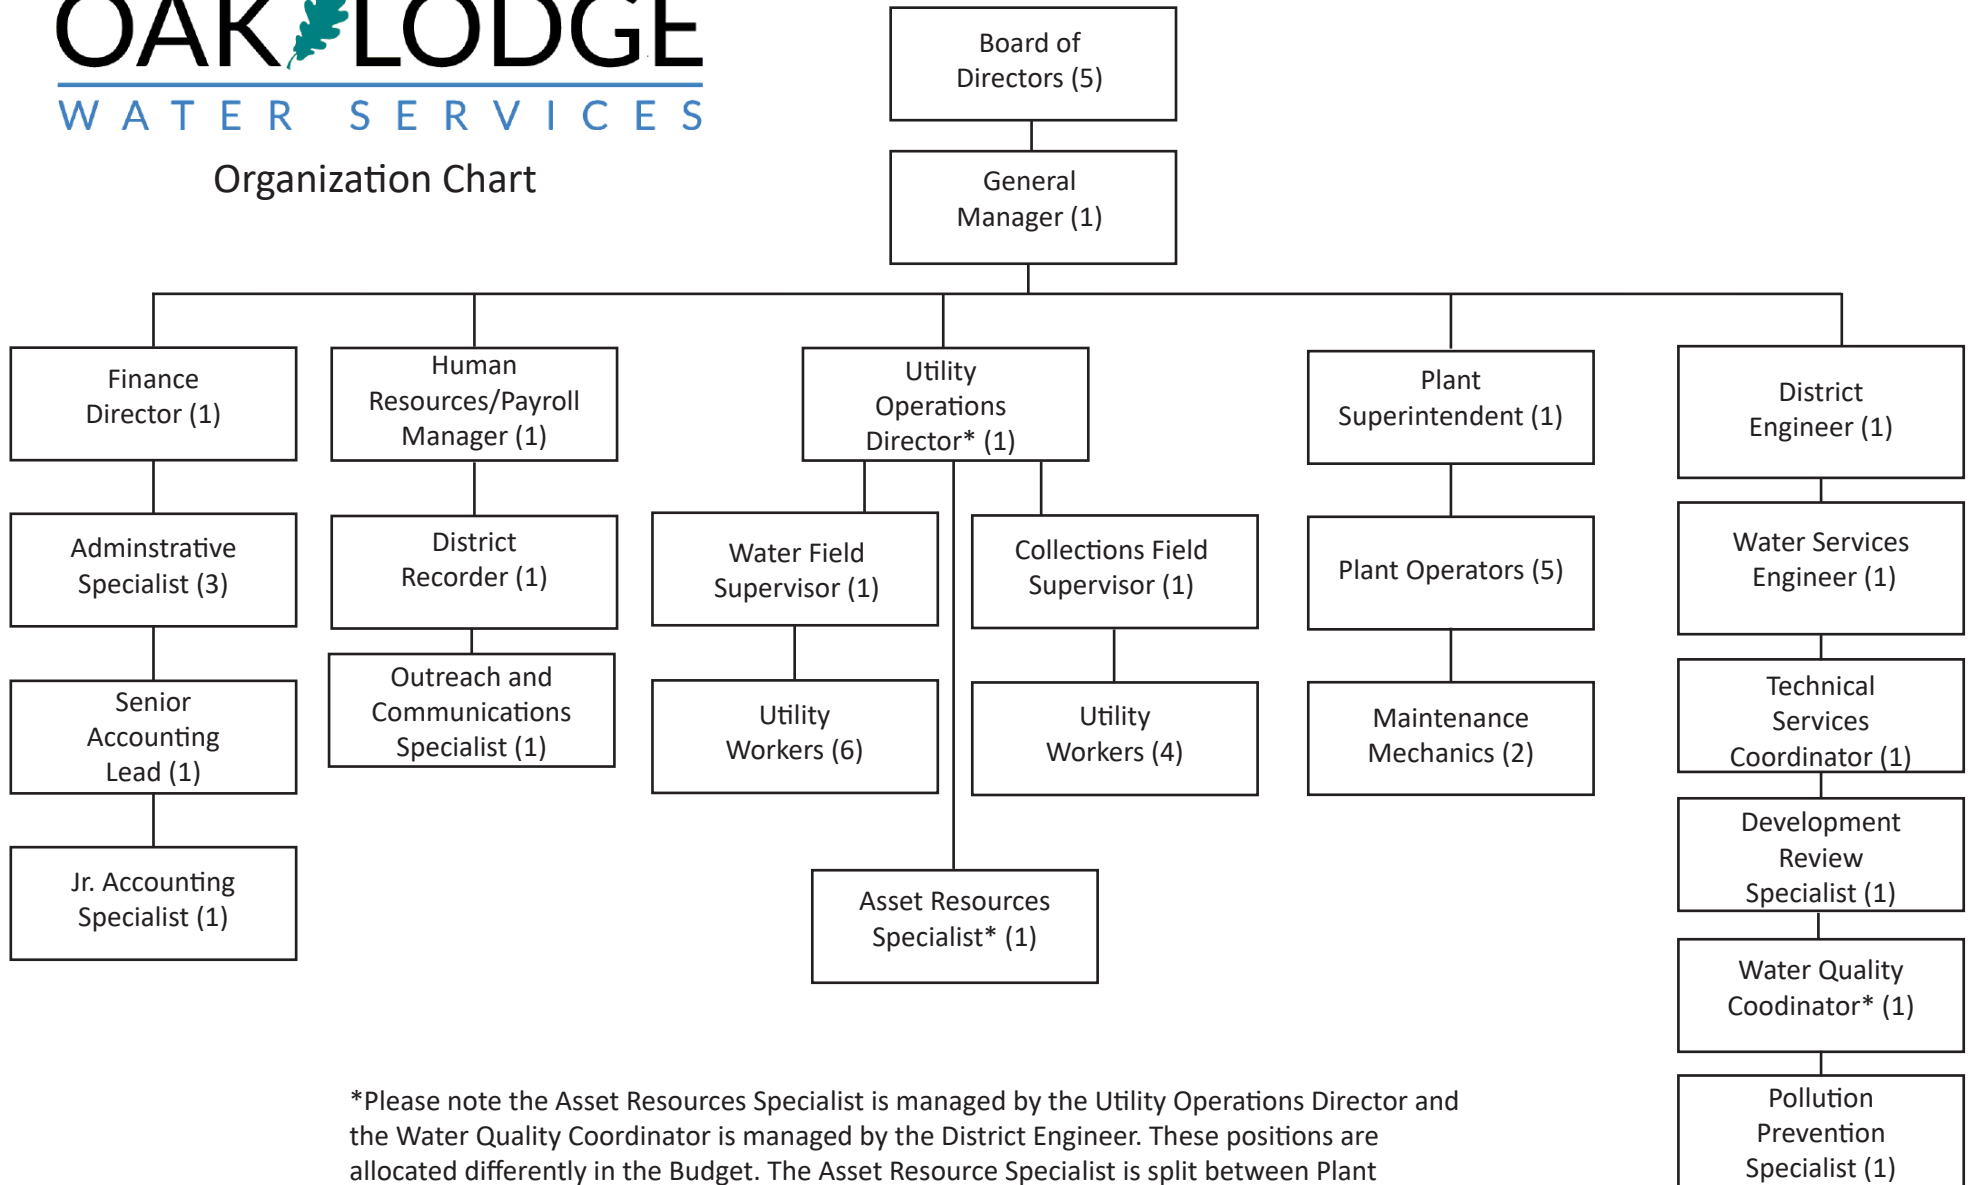 OAK LODGE
WATER SERVICES
Organization Chart
Board of
Directors (5)
General
Manager (1)
Finance
Director (1)
Human
Resources/Payroll
Manager (1)
Utility
Operations
Director* (1)
Plant
Superintendent (1)
District
Engineer (1)
Adminstrative
Specialist (3)
District
Recorder (1)
Water Field
Supervisor (1)
Collections Field
Supervisor (1)
Plant Operators (5)
Water Services
Engineer (1)
Senior
Accounting
Lead (1)
Outreach and
Communications
Specialist (1)
Utility
Workers (6)
Utility
Workers (4)
Maintenance
Mechanics (2)
Technical
Services
Coordinator (1)
Jr. Accounting
Specialist (1)
Asset Resources
Specialist* (1)
Development
Review
Specialist (1)
Water Quality
Coodinator* (1)
Pollution
Prevention
Specialist (1)
*Please note the Asset Resources Specialist is managed by the Utility Operations Director and
the Water Quality Coordinator is managed by the District Engineer. These positions are
allocated differently in the Budget. The Asset Resource Specialist is split between Plant